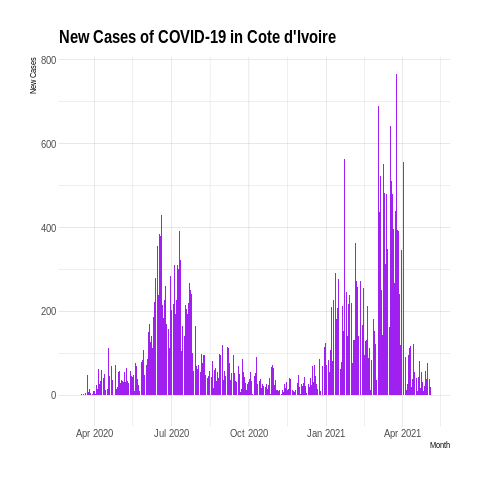 New Cases of COVID-19 in Cote d'Ivoire
New Cases
800
600
400
200
0
Apr 2020 Jul 2020 Oct 2020 Jan 2021 Apr 2021
Month